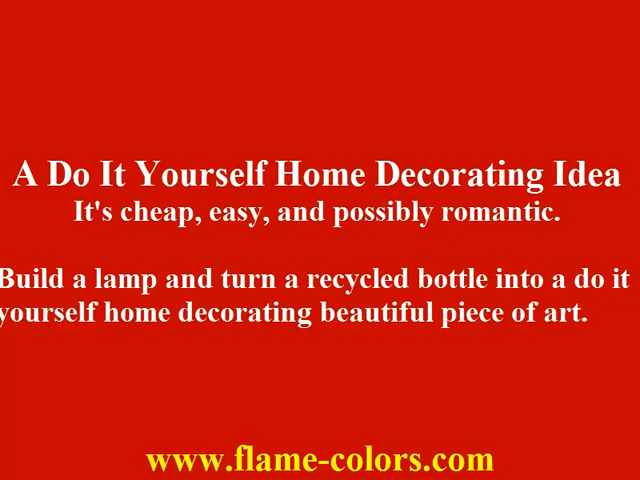 A Do It Yourself Home Decorating Idea
It's cheap, easy, and possibly romantic.
Build a lamp and turn a recycled bottle into a do it
yourself home decorating beautiful piece of art.
www.flame-colors.com